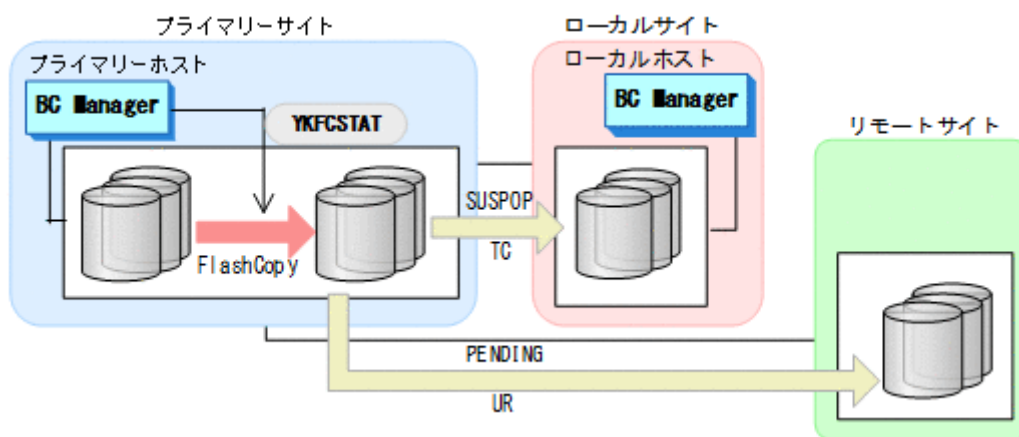 プライマリーサイト
プライマリーホスト
BC Manager
YKFCSTAT
FlashCopy
SUSPOP
TC
ローカルサイト
ローカルホスト
BC Manager
リモートサイト
PENDING
UR